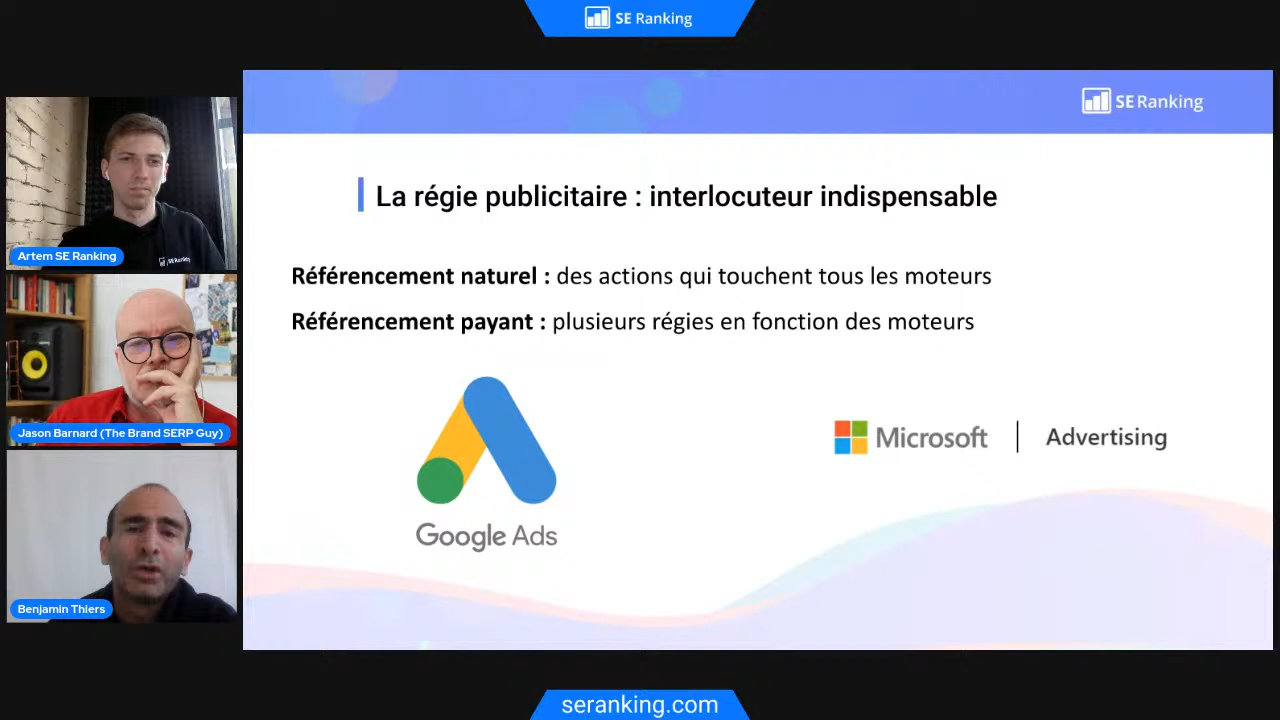 SE Ranking
SE Ranking
La régie publicitaire : interlocuteur indispensable
Référencement naturel : des actions qui touchent tous les moteurs
Référencement payant : plusieurs régies en fonction des moteurs
Google Ads
Microsoft | Advertising
SE Ranking
Artem SE Ranking
Jason Barnard (The Brand SERP Guy)
Benjamin Thiers
seranking.com